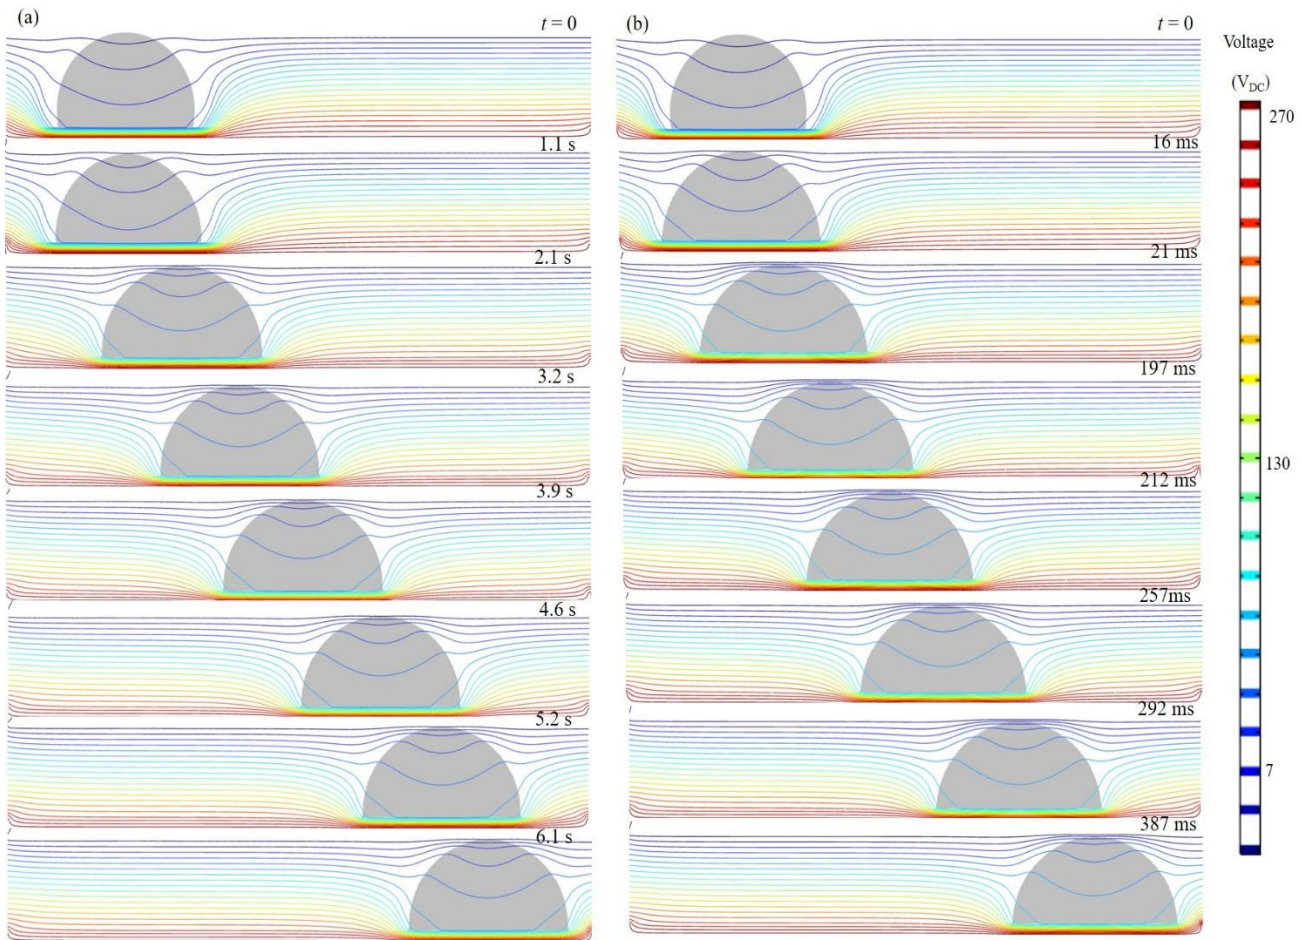 (a)
t = 0
1.1 s
2.1 s
3.2 s
3.9 s
4.6 s
5.2 s
6.1 s
(b)
t = 0
16 ms
21 ms
197 ms
212 ms
257ms
292 ms
387 ms
Voltage
(VDC)
270
130
7